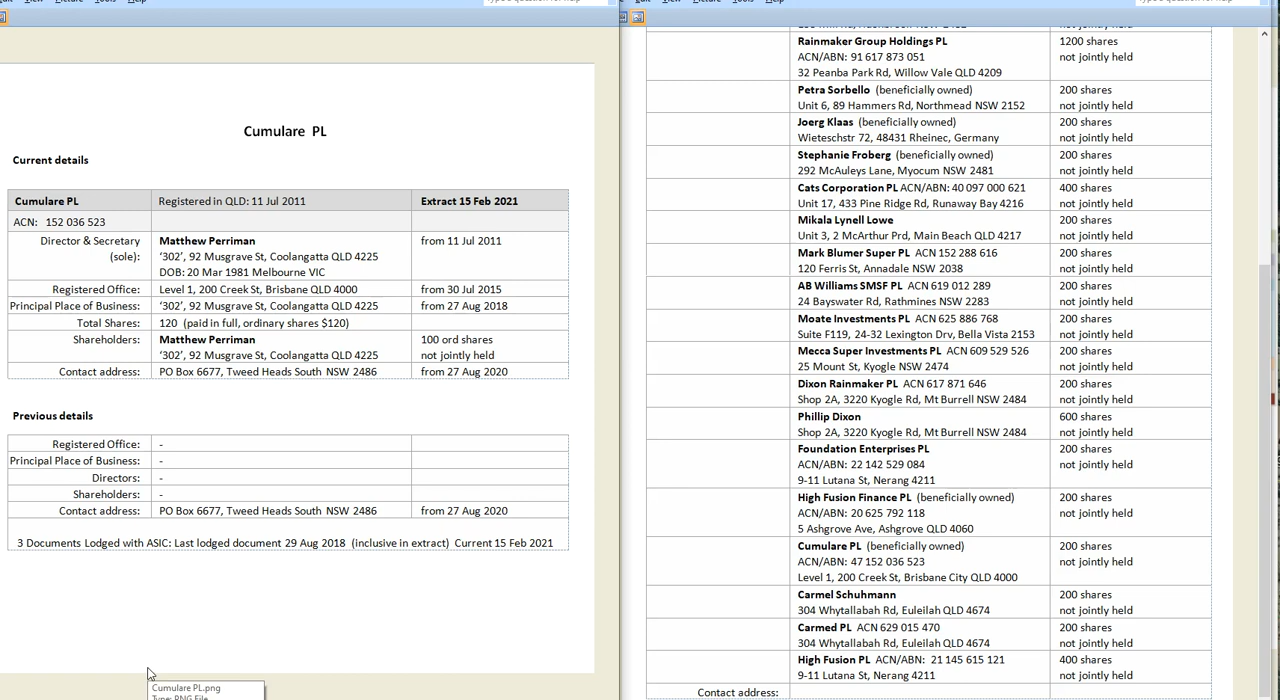 Cumulare PL
Current details
Cumulare PL Registered in QLD: 11 Jul 2011 Extract 15 Feb 2021
ACN: 152 036 523
Director & Secretary Matthew Perriman from 11 Jul 2011
(sole): ‘302’, 92 Musgrave St, Coolangatta QLD 4225
DOB: 20 Mar 1981 Melbourne VIC
Registered Office: Level 1, 200 Creek St, Brisbane QLD 4000 from 30 Jul 2015
Principal Place of Business: ‘302’, 92 Musgrave St, Coolangatta QLD 4225 from 27 Aug 2018
Total Shares: 120 (paid in full, ordinary shares $120)
Shareholders: Matthew Perriman 100 ord shares
‘302’, 92 Musgrave St, Coolangatta QLD 4225 not jointly held
Contact address: PO Box 6677, Tweed Heads South NSW 2486 from 27 Aug 2020
Previous details
Registered Office: -
Principal Place of Business: -
Directors: -
Shareholders: -
Contact address: PO Box 6677, Tweed Heads South NSW 2486 from 27 Aug 2020
3 Documents Lodged with ASIC: Last lodged document 29 Aug 2018 (inclusive in extract) Current 15 Feb 2021
Cumulare PL.png
Type: PNG File
Rainmaker Group Holdings PL 1200 shares
ACN/ABN: 91 617 873 051 not jointly held
32 Peanba Park Rd, Willow Vale QLD 4209
Petra Sorbello (beneficially owned) 200 shares
Unit 6, 89 Hammers Rd, Northmead NSW 2152 not jointly held
Joerg Klaas (beneficially owned) 200 shares
Wieteschstr 72, 48431 Rheinec, Germany not jointly held
Stephanie Froberg (beneficially owned) 200 shares
292 McAuleys Lane, Myocum NSW 2481 not jointly held
Cats Corporation PL ACN/ABN: 40 097 000 621 400 shares
Unit 17, 433 Pine Ridge Rd, Runaway Bay 4216 not jointly held
Mikala Lynell Lowe 200 shares
Unit 3, 2 McArthur Prd, Main Beach QLD 4217 not jointly held
Mark Blumer Super PL ACN 152 288 616 200 shares
120 Ferris St, Annadale NSW 2038 not jointly held
AB Williams SMSF PL ACN 619 012 289 200 shares
24 Bayswater Rd, Rathmines NSW 2283 not jointly held
Moate Investments PL ACN 625 886 768 200 shares
Suite F119, 24-32 Lexington Drv, Bella Vista 2153 not jointly held
Mecca Super Investments PL ACN 609 529 526 200 shares
25 Mount St, Kyogle NSW 2474 not jointly held
Dixon Rainmaker PL ACN 617 871 646 200 shares
Shop 2A, 3220 Kyogle Rd, Mt Burrell NSW 2484 not jointly held
Phillip Dixon 600 shares
Shop 2A, 3220 Kyogle Rd, Mt Burrell NSW 2484 not jointly held
Foundation Enterprises PL 200 shares
ACN/ABN: 22 142 529 084 not jointly held
9-11 Lutana St, Nerang 4211
High Fusion Finance PL (beneficially owned) 200 shares
ACN/ABN: 20 625 792 118 not jointly held
5 Ashgrove Ave, Ashgrove QLD 4060
Cumulare PL (beneficially owned) 200 shares
ACN/ABN: 47 152 036 523 not jointly held
Level 1, 200 Creek St, Brisbane City QLD 4000
Carmel Schuhmann 200 shares
304 Whytallabah Rd, Euleilah QLD 4674 not jointly held
Carmed PL ACN 629 015 470 200 shares
304 Whytallabah Rd, Euleilah QLD 4674 not jointly held
High Fusion PL ACN/ABN: 21 145 615 121 400 shares
9-11 Lutana St, Nerang 4211 not jointly held
Contact address: